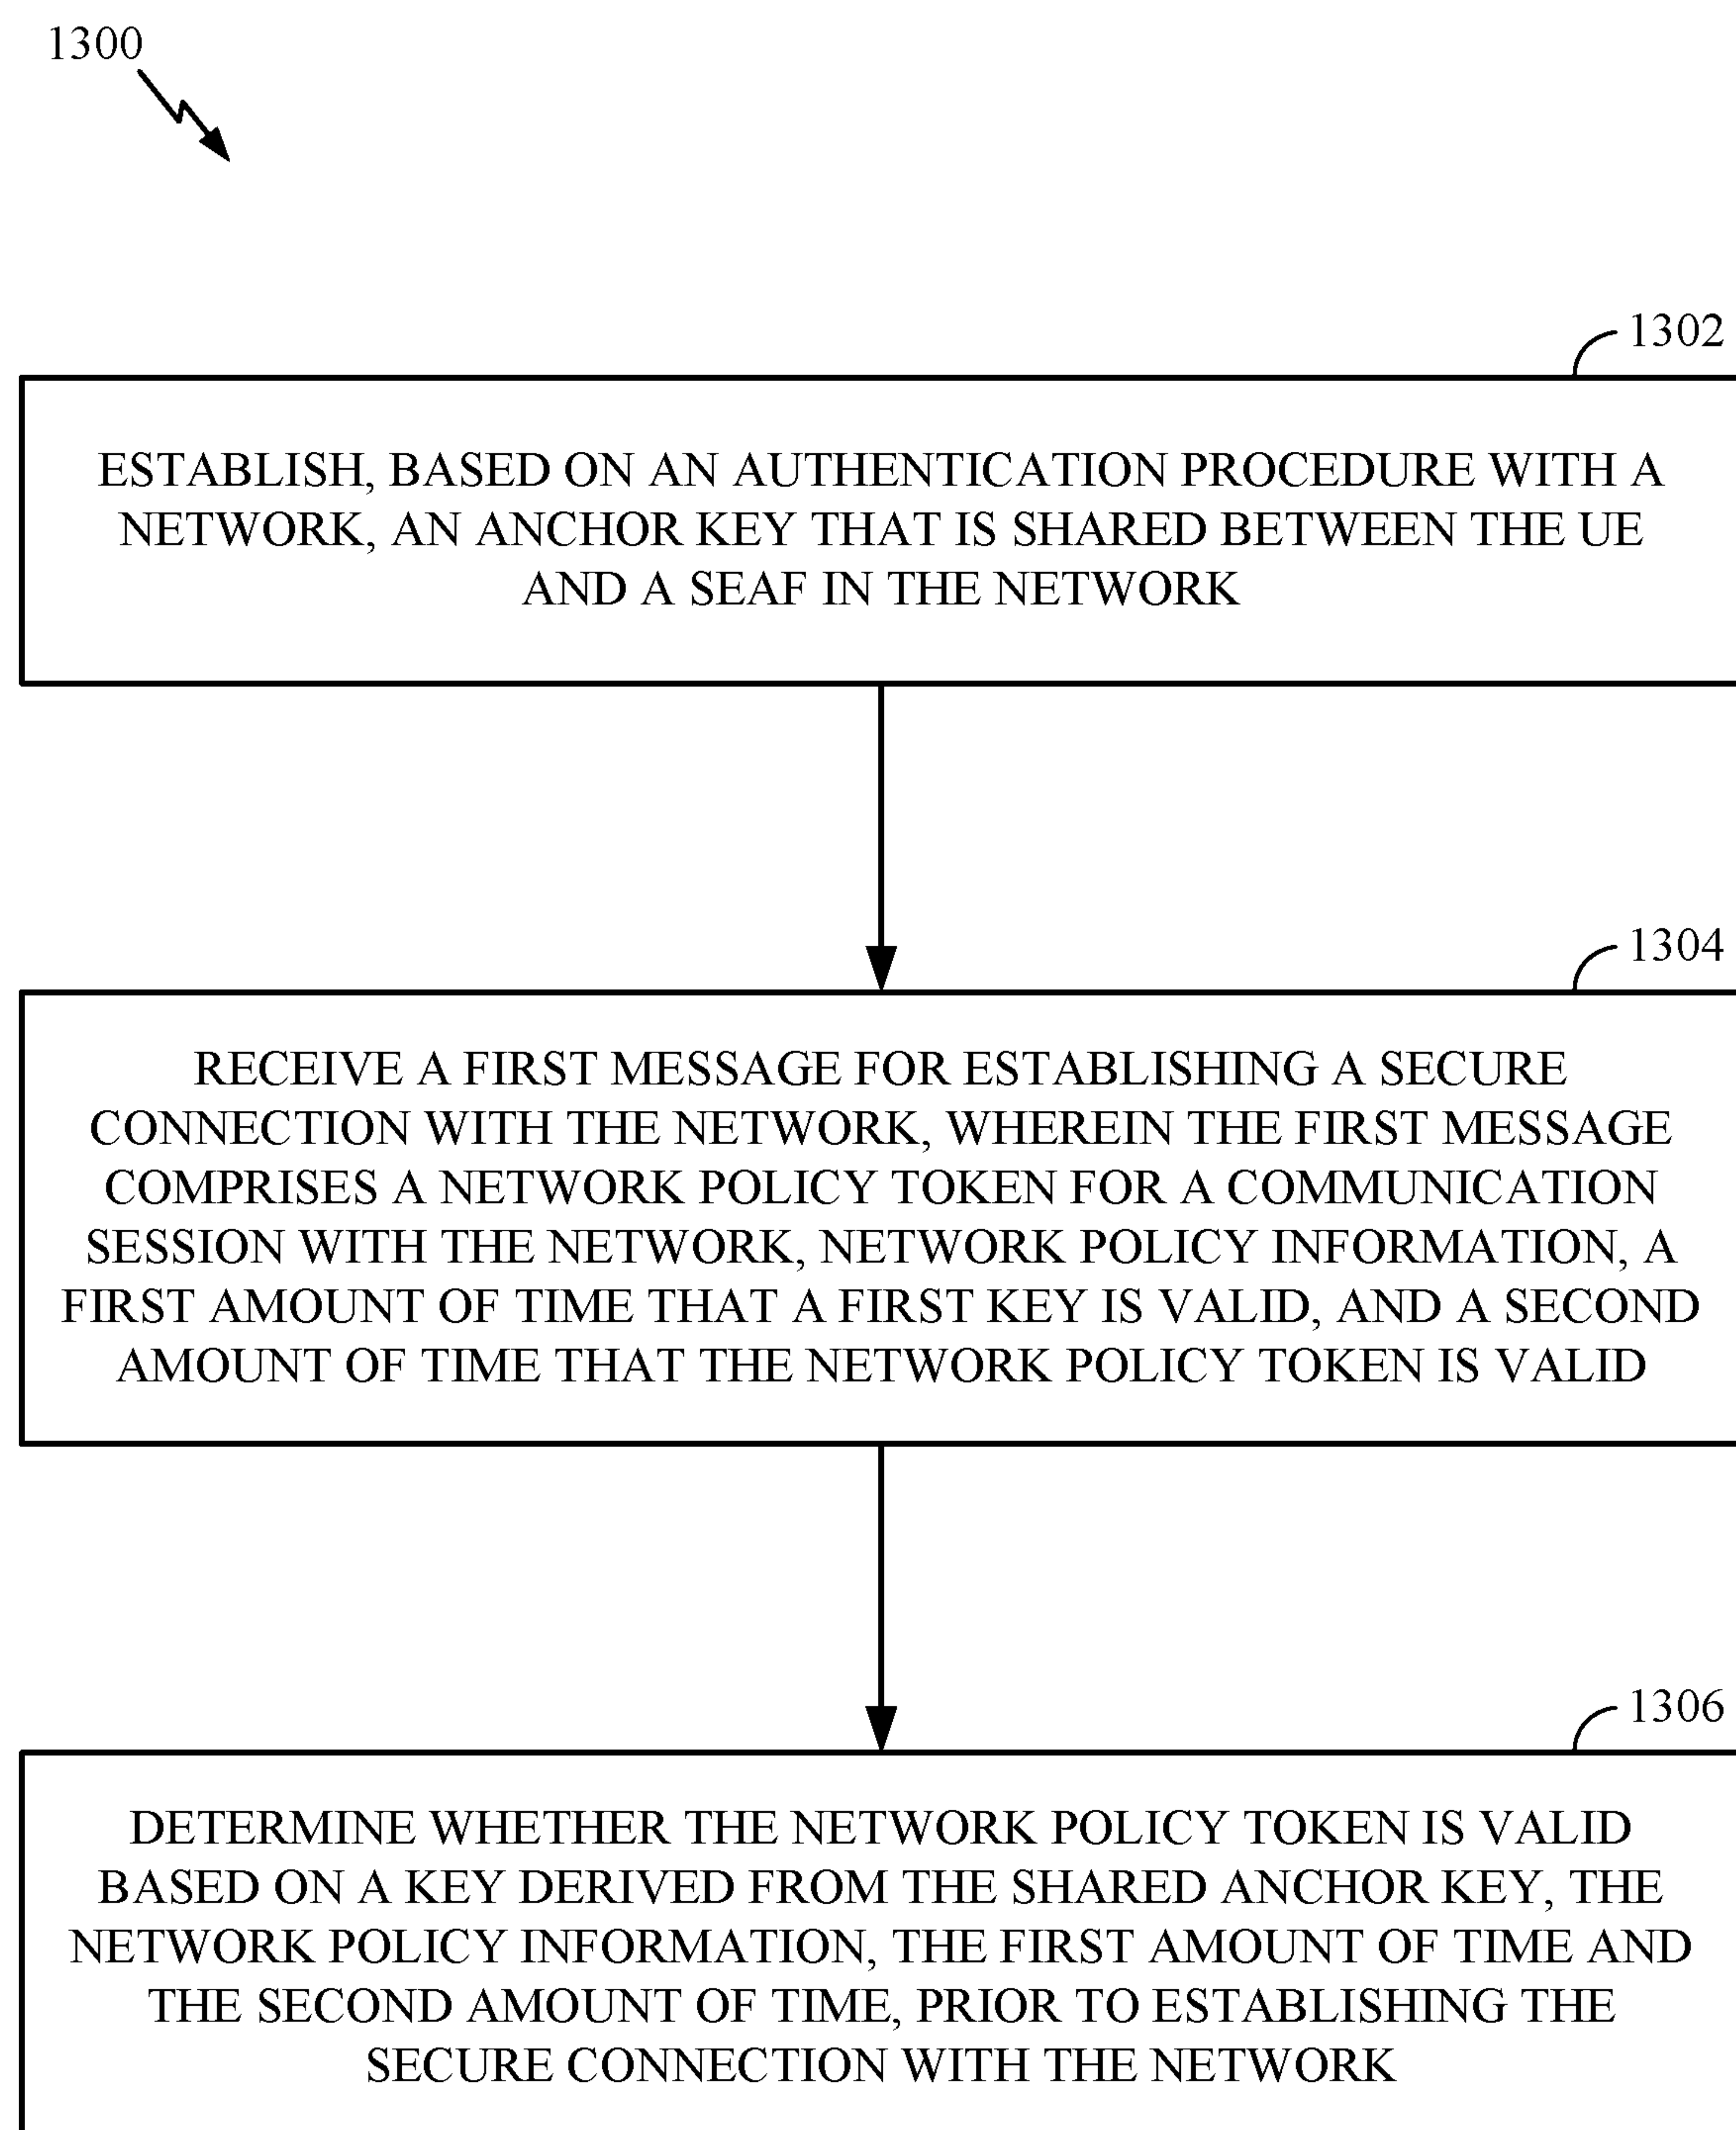 1300
1302
ESTABLISH, BASED ON AN AUTHENTICATION PROCEDURE WITH A
NETWORK, AN ANCHOR KEY THAT IS SHARED BETWEEN THE UE
AND A SEAF IN THE NETWORK
1304
RECEIVE A FIRST MESSAGE FOR ESTABLISHING A SECURE
CONNECTION WITH THE NETWORK, WHEREIN THE FIRST MESSAGE
COMPRISES A NETWORK POLICY TOKEN FOR A COMMUNICATION
SESSION WITH THE NETWORK, NETWORK POLICY INFORMATION, A
FIRST AMOUNT OF TIME THAT A FIRST KEY IS VALID, AND A SECOND
AMOUNT OF TIME THAT THE NETWORK POLICY TOKEN IS VALID
1306
DETERMINE WHETHER THE NETWORK POLICY TOKEN IS VALID
BASED ON A KEY DERIVED FROM THE SHARED ANCHOR KEY, THE
NETWORK POLICY INFORMATION, THE FIRST AMOUNT OF TIME AND
THE SECOND AMOUNT OF TIME, PRIOR TO ESTABLISHING THE
SECURE CONNECTION WITH THE NETWORK